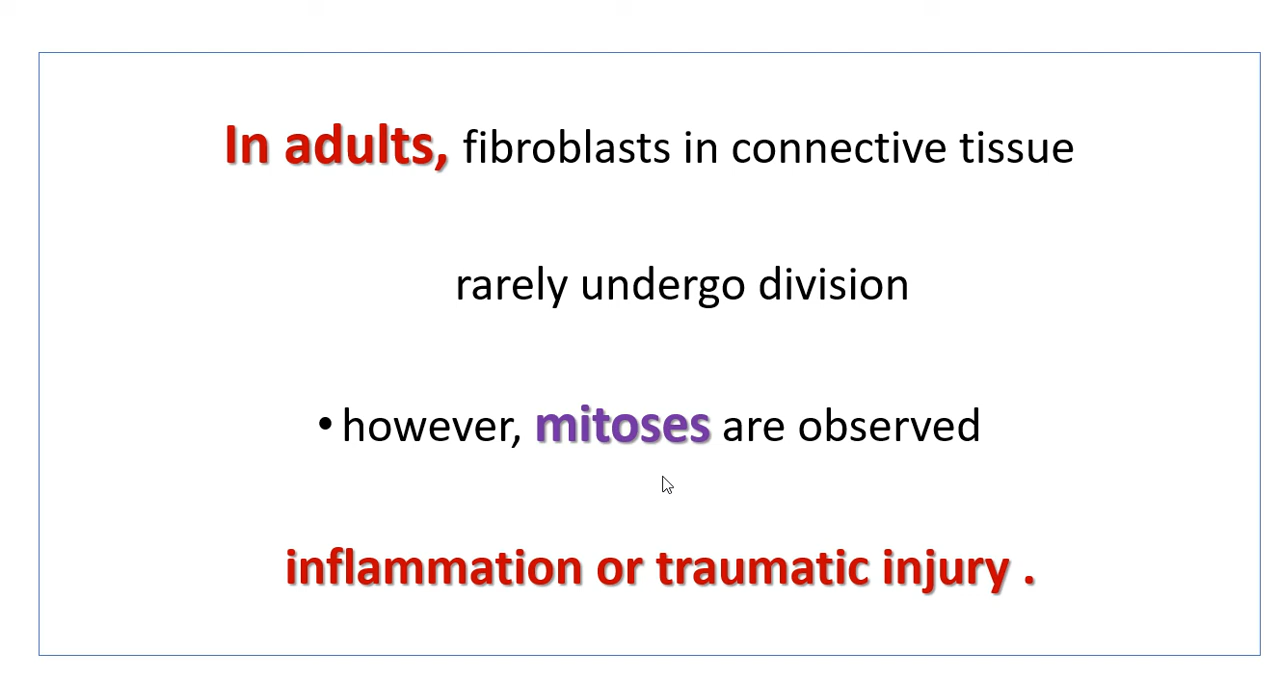 In adults, fibroblasts in connective tissue
rarely undergo division
• however, mitoses are observed
inflammation or traumatic injury .